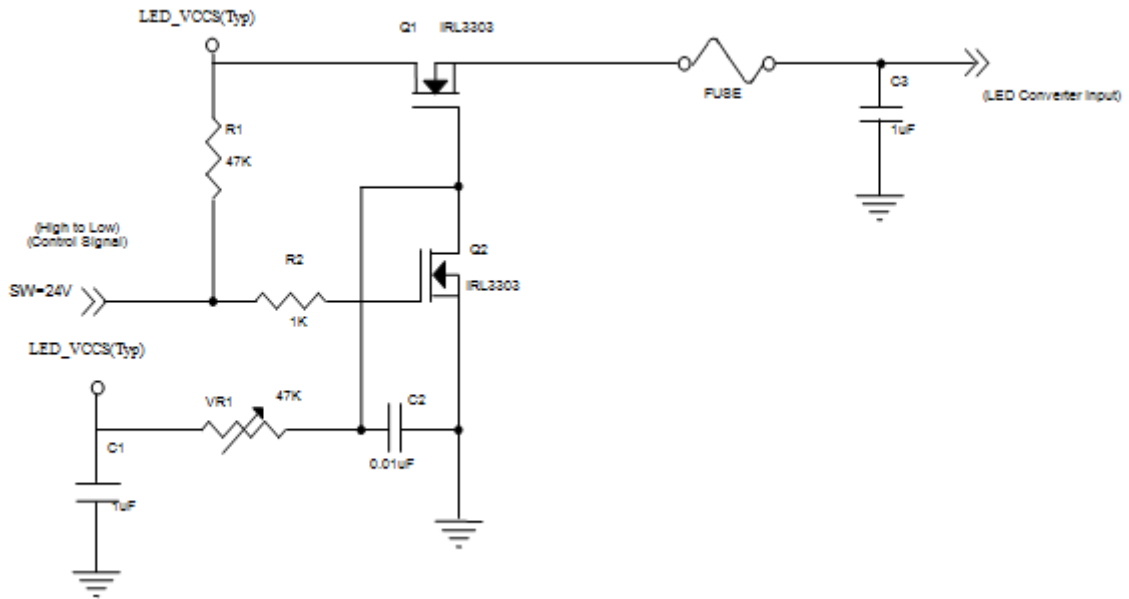 LED_VCCS(Typ)
Q1 IRL3303
FUSE
C3
1uF
(LED Converter Input)
R1
47K
(High to Low)
(Control Signal)
SW=24V
R2
1K
Q2
IRL3303
LED_VCCS(Typ)
VR1
47K
C2
0.01uF
C1
1uF